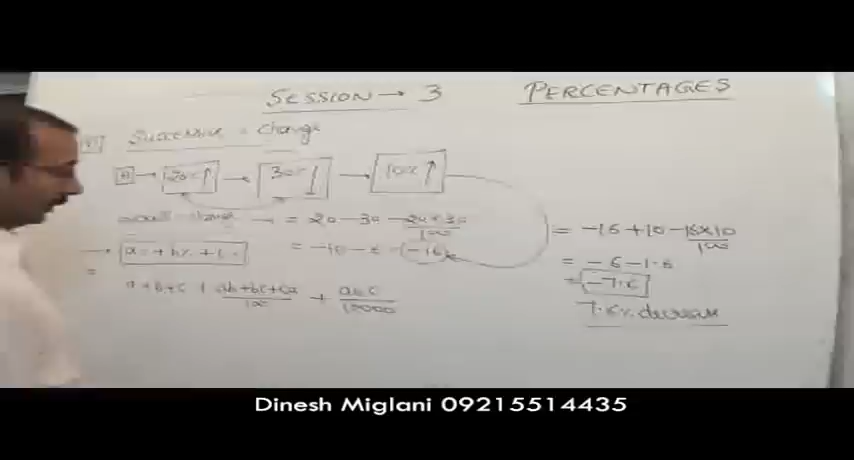 SESSION → 3 PERCENTAGES
Successive % change
20% ↑ → 30% ↓ → 10% ↑
overall change → = 20 - 30 - 20×30/100
= -10 - 6 = -16
→ a% + b% + c%
= a+b+c + ab+bc+ca/100 + abc/10000
= -16 + 10 - 16×10/100
= -6 - 1.6
= -7.6
7.6% decrease
Dinesh Miglani 09215514435